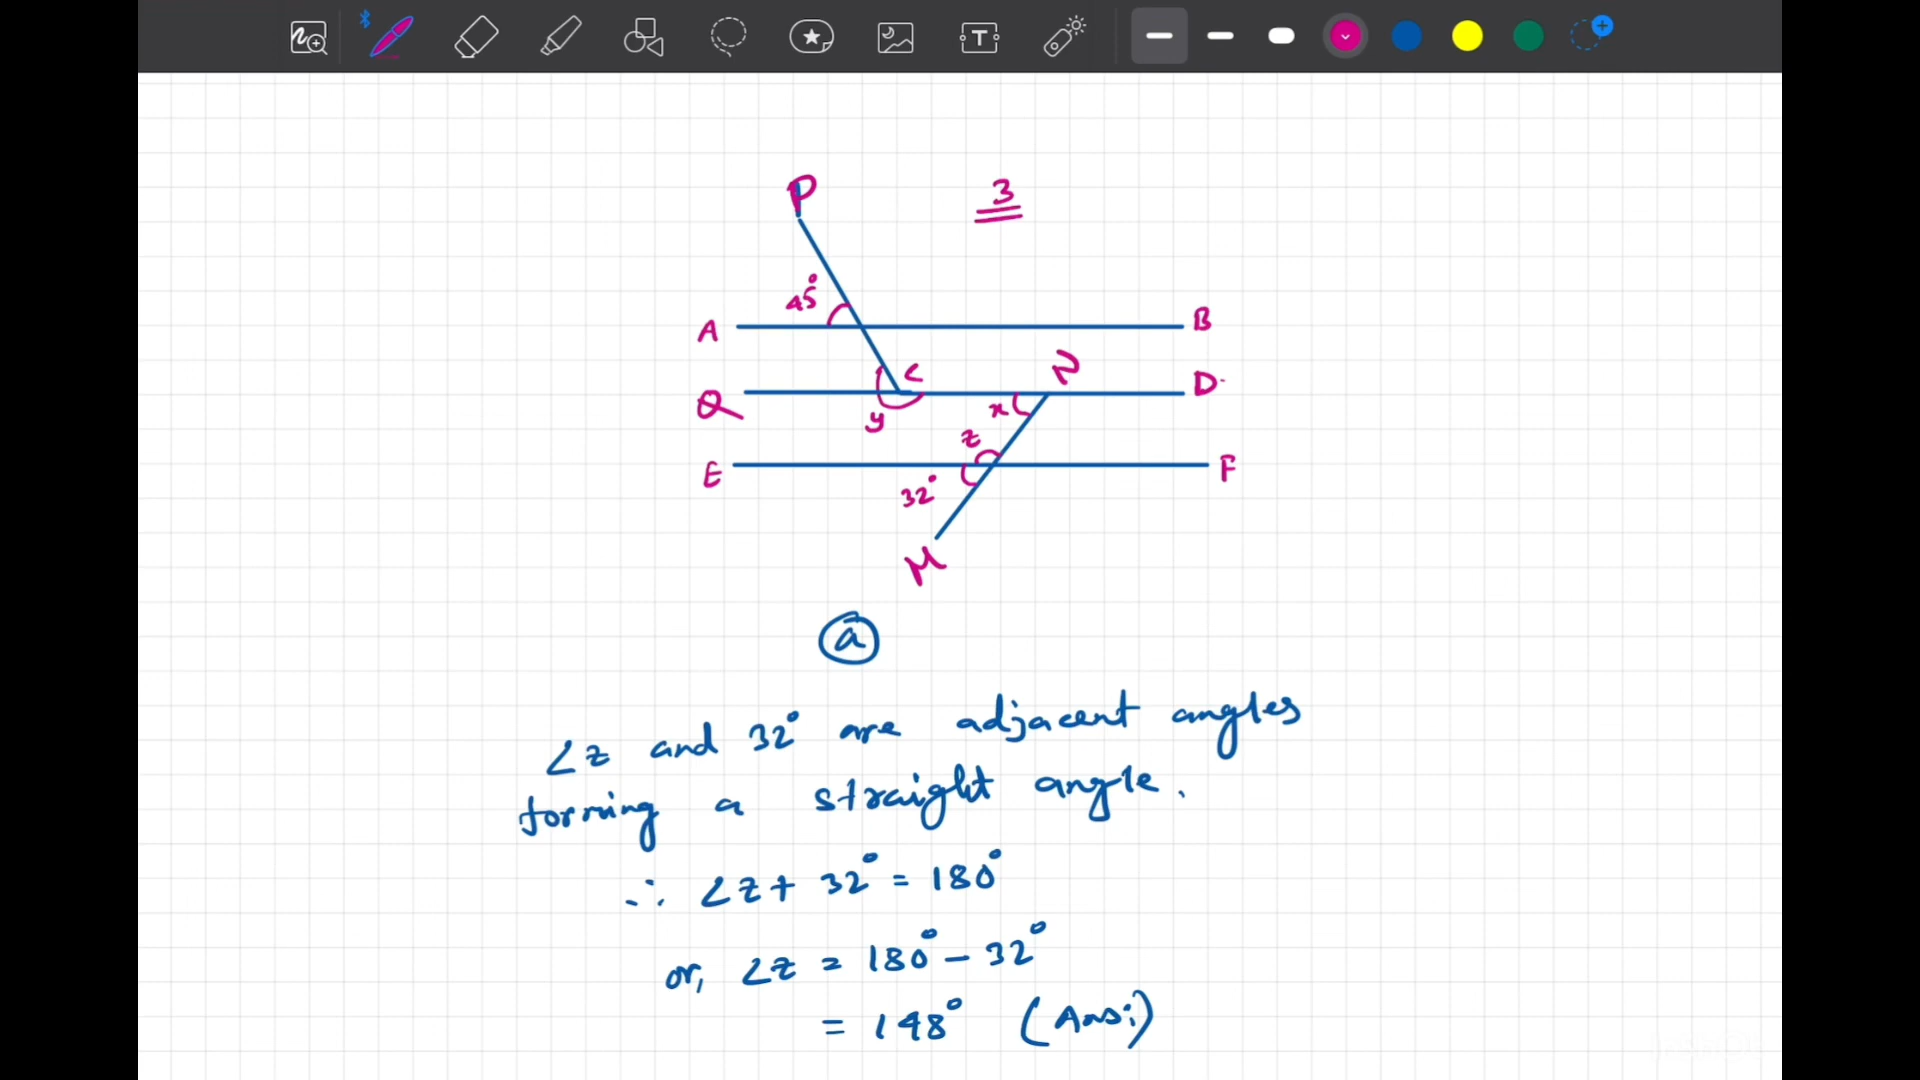 P
3
45°
A
B
C
N
Q
D
y
x
z
E
F
32°
M
a
∠z and 32° are adjacent angles
forming a straight angle.
∴ ∠z + 32° = 180°
or, ∠z = 180° - 32°
= 148° (Ans:)